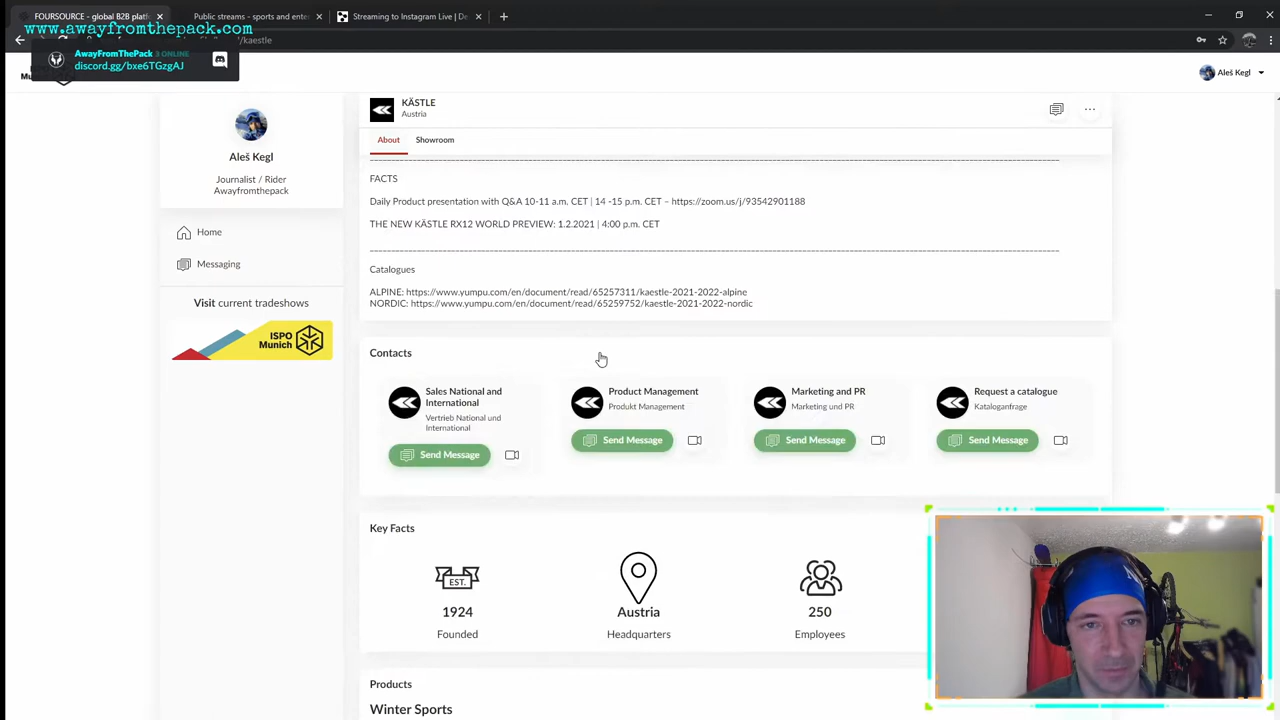 FOURSOURCE - global B2B platf
Public streams - sports and ente
Streaming to Instagram Live | De
www.awayfromthepack.com
/kaestle
AwayFromThePack 3 ONLINE
discord.gg/bxe6TGzgAJ
Aleš Kegl
KÄSTLE
Austria
About
Showroom
Aleš Kegl
Journalist / Rider
Awayfromthepack
Home
Messaging
Visit current tradeshows
ISPO
Munich
FACTS
Daily Product presentation with Q&A 10-11 a.m. CET | 14 -15 p.m. CET – https://zoom.us/j/93542901188
THE NEW KÄSTLE RX12 WORLD PREVIEW: 1.2.2021 | 4:00 p.m. CET
Catalogues
ALPINE: https://www.yumpu.com/en/document/read/65257311/kaestle-2021-2022-alpine
NORDIC: https://www.yumpu.com/en/document/read/65259752/kaestle-2021-2022-nordic
Contacts
Sales National and
International
Vertrieb National und
International
Send Message
Product Management
Produkt Management
Send Message
Marketing and PR
Marketing und PR
Send Message
Request a catalogue
Kataloganfrage
Send Message
Key Facts
EST.
1924
Founded
Austria
Headquarters
250
Employees
Products
Winter Sports